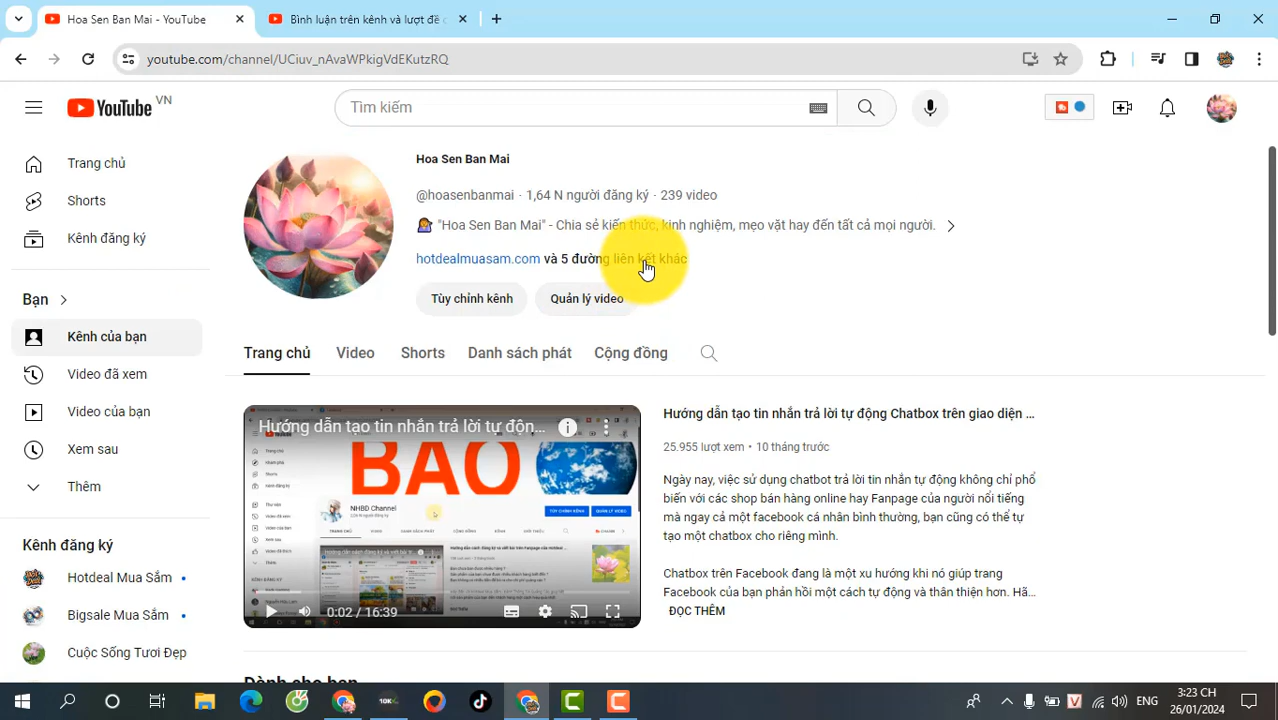 Hoa Sen Ban Mai - YouTube
Bình luận trên kênh và lượt đề c
youtube.com/channel/UCiuv_nAvaWPkigVdEKutzRQ
YouTube VN
Tìm kiếm
Trang chủ
Shorts
Kênh đăng ký
Bạn
Kênh của bạn
Video đã xem
Video của bạn
Xem sau
Thêm
Kênh đăng ký
Hotdeal Mua Sắm
Bigsale Mua Sắm
Cuộc Sống Tươi Đẹp
Hoa Sen Ban Mai
@hoasenbanmai · 1,64 N người đăng ký · 239 video
"Hoa Sen Ban Mai" - Chia sẻ kiến thức, kinh nghiệm, mẹo vặt hay đến tất cả mọi người.
hotdealmuasam.com và 5 đường liên kết khác
Tùy chỉnh kênh
Quản lý video
Trang chủ
Video
Shorts
Danh sách phát
Cộng đồng
Hướng dẫn tạo tin nhắn trả lời tự độn...
BAO
NHBD Channel
TÙY CHỈNH KÊNH
QUẢN LÝ VIDEO
0:02 / 16:39
Hướng dẫn tạo tin nhắn trả lời tự động Chatbox trên giao diện ...
25.955 lượt xem · 10 tháng trước
Ngày nay, việc sử dụng chatbot trả lời tin nhắn tự động không chỉ phổ
biến với các shop bán hàng online hay Fanpage của người nổi tiếng
mà ngay cả một facebook cá nhân bình thường, bạn cũng có thể tự
tạo một chatbox cho riêng mình.
Chatbox trên Facebook đang là một xu hướng khi nó giúp trang
Facebook của bạn phản hồi một cách tự động và thân thiện hơn. Hã...
ĐỌC THÊM
Dành cho bạn
10K
ENG
3:23 CH
26/01/2024